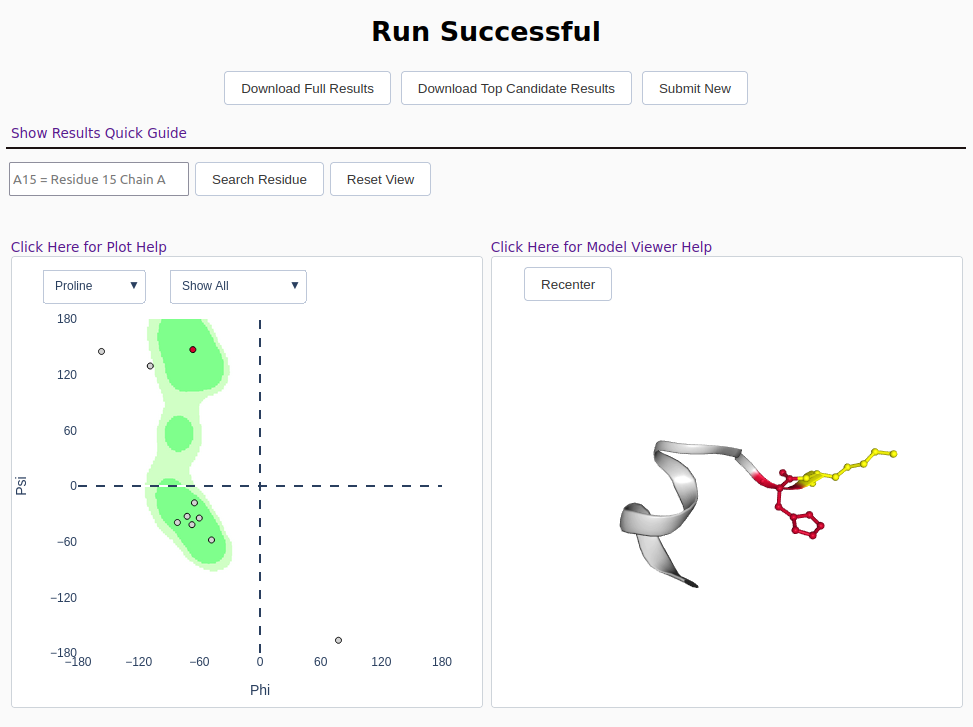 Run Successful
Download Full Results
Download Top Candidate Results
Submit New
Show Results Quick Guide
A15 = Residue 15 Chain A
Search Residue
Reset View
Click Here for Plot Help
Click Here for Model Viewer Help
Proline ▼
Show All ▼
Recenter
180
120
60
0
−60
−120
−180
Psi
−180
−120
−60
0
60
120
180
Phi